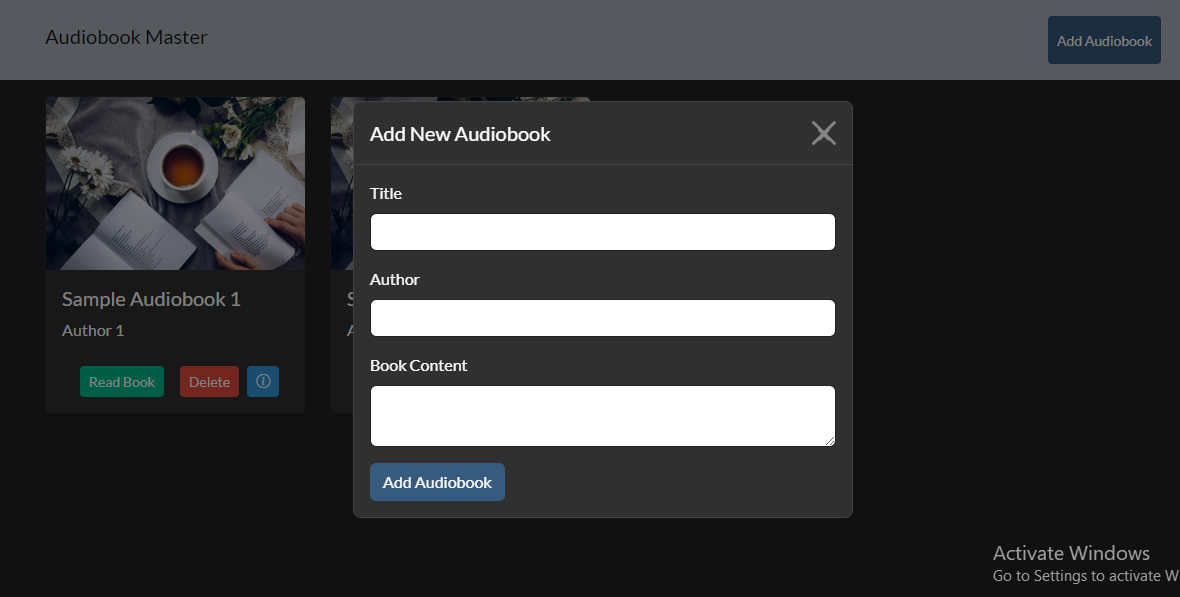 Audiobook Master
Add Audiobook
Add New Audiobook
Title
Author
Book Content
Add Audiobook
Sample Audiobook 1
Author 1
Read Book
Delete
Activate Windows
Go to Settings to activate W